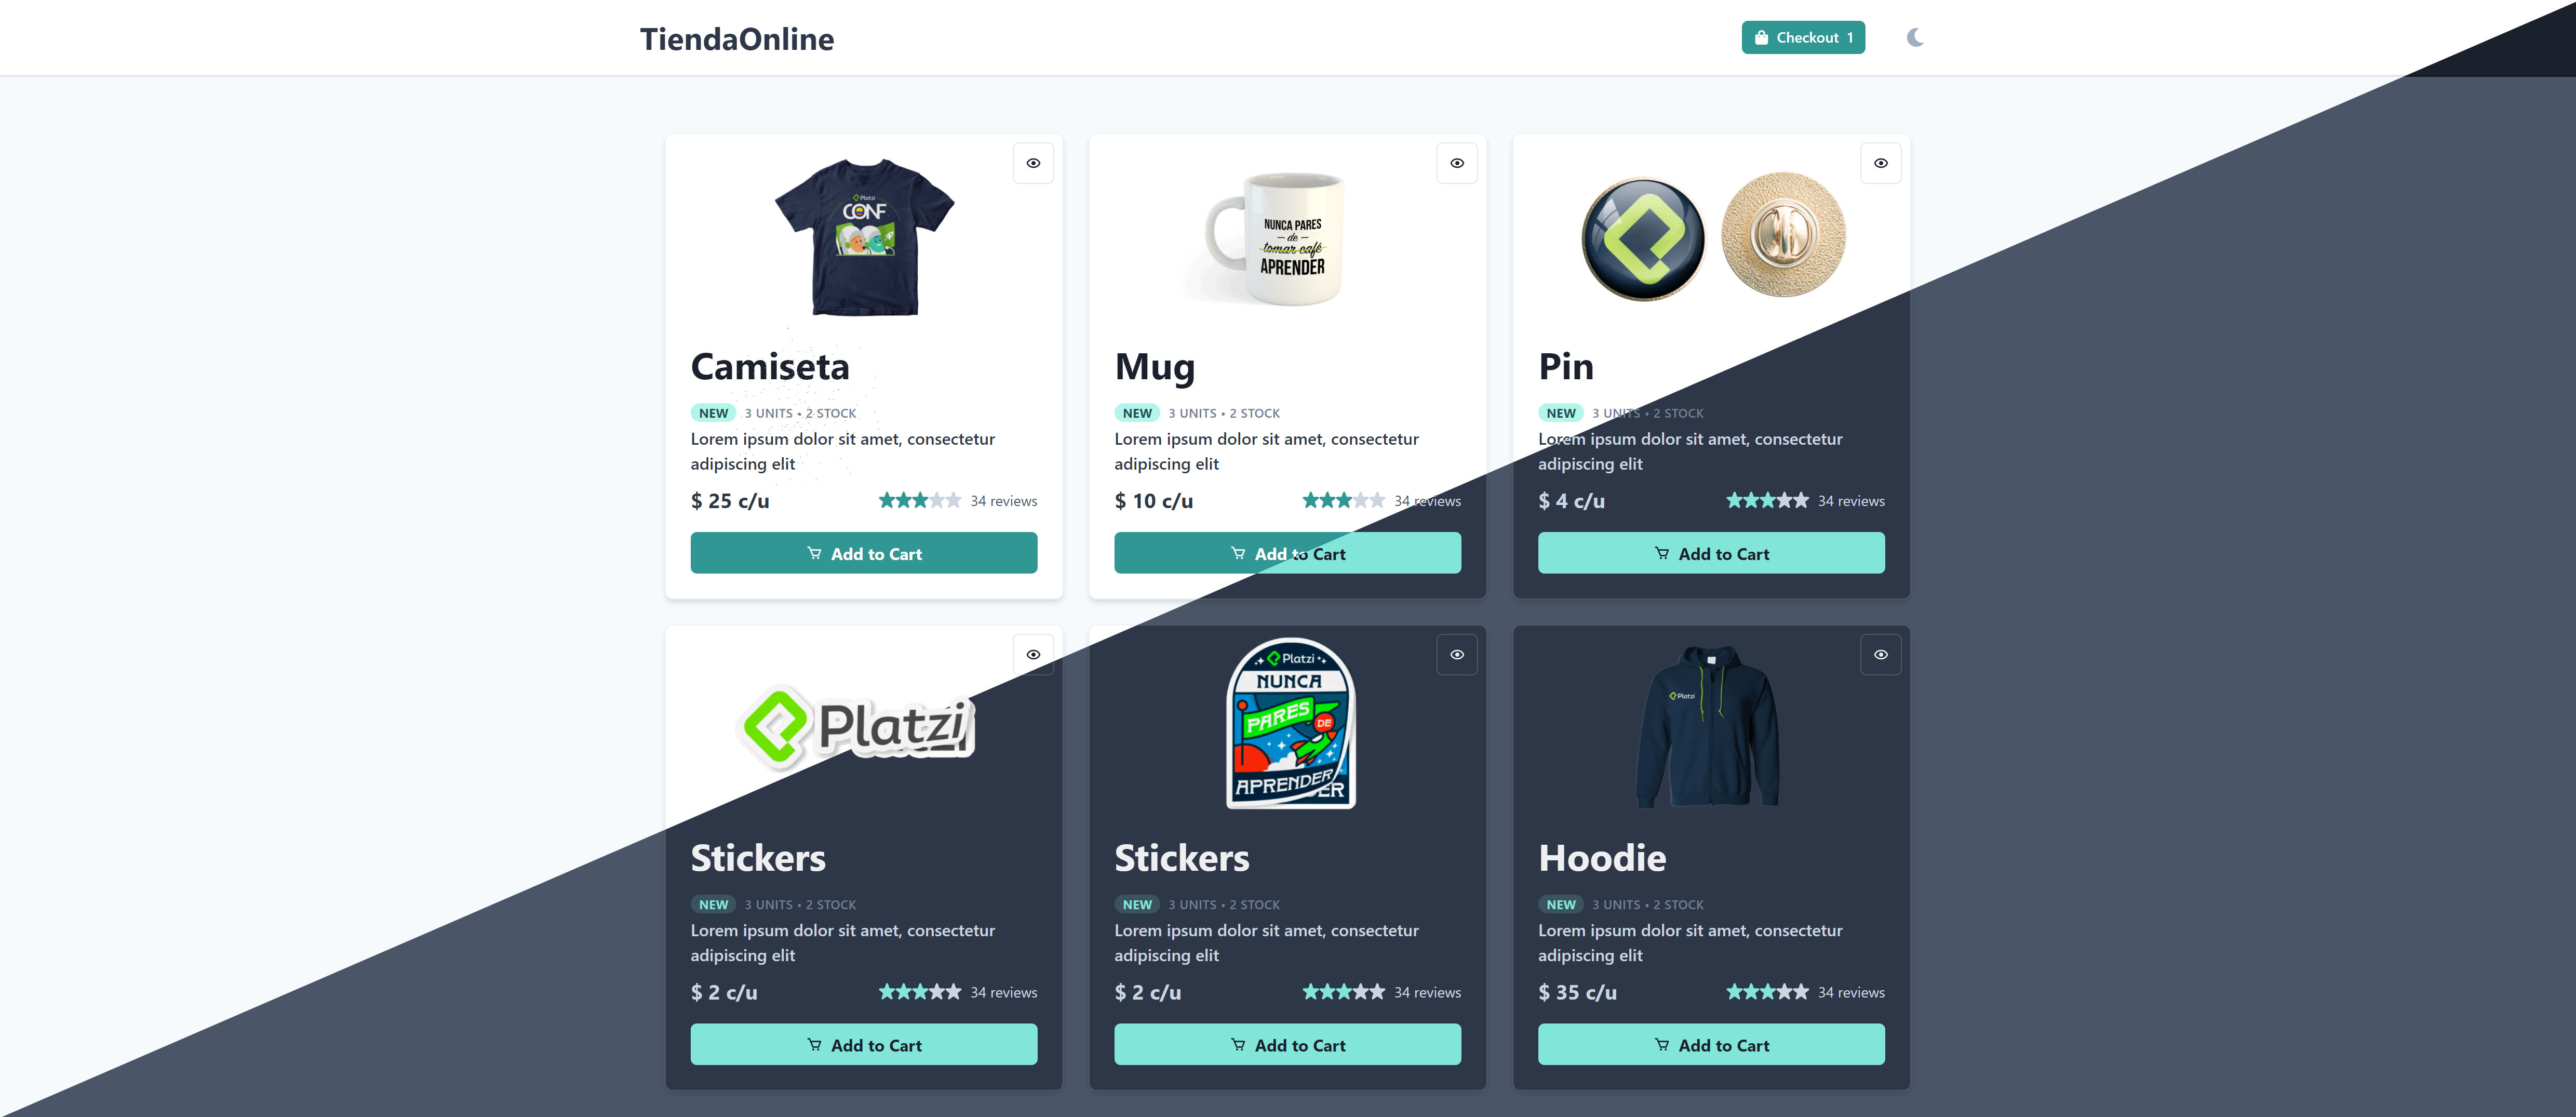 TiendaOnline
Checkout 1
Platzi
CONF
NUNCA PARES
de
tomar café
APRENDER
Camiseta
NEW 3 UNITS • 2 STOCK
Lorem ipsum dolor sit amet, consectetur
adipiscing elit
$ 25 c/u
34 reviews
Add to Cart
Mug
NEW 3 UNITS • 2 STOCK
Lorem ipsum dolor sit amet, consectetur
adipiscing elit
$ 10 c/u
34 reviews
Add to Cart
Pin
NEW 3 UNITS • 2 STOCK
Lorem ipsum dolor sit amet, consectetur
adipiscing elit
$ 4 c/u
34 reviews
Add to Cart
Platzi
Stickers
NEW 3 UNITS • 2 STOCK
Lorem ipsum dolor sit amet, consectetur
adipiscing elit
$ 2 c/u
34 reviews
Add to Cart
Platzi
NUNCA
PARES
DE
APRENDER
Stickers
NEW 3 UNITS • 2 STOCK
Lorem ipsum dolor sit amet, consectetur
adipiscing elit
$ 2 c/u
34 reviews
Add to Cart
Platzi
Hoodie
NEW 3 UNITS • 2 STOCK
Lorem ipsum dolor sit amet, consectetur
adipiscing elit
$ 35 c/u
34 reviews
Add to Cart